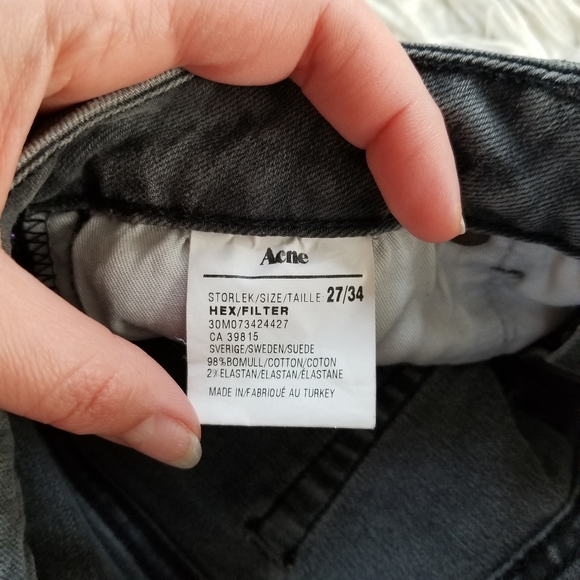 Acne
STORLEK/SIZE/TAILLE 27/34
HEX/FILTER
30M073424427
CA 39815
SVERIGE/SWEDEN/SUEDE
98%BOMULL/COTTON/COTON
2%ELASTAN/ELASTAN/ÉLASTANE
MADE IN/FABRIQUÉ AU TURKEY